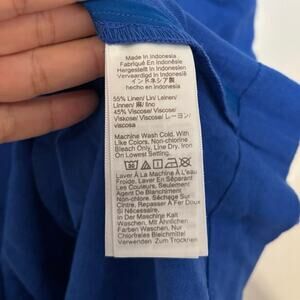 Made In Indonesia
Fabriqué En Indonésie
Hergestellt In Indonesien
Vervaardigd In Indonesië
インドネシア製
hecho en indonesia
55% Linen/ Lin/ Leinen/
Linnen/ 麻/ lino
45% Viscose/ Viscose/
Viskose/ Viscose/ レーヨン/
viscosa
Machine Wash Cold, With
Like Colors, Non-chlorine
Bleach Only, Line Dry, Iron
On Lowest Setting.
Laver À La Machine À L'eau
Froide, Laver En Séparant
Les Couleurs, Seulement
Agent De Blanchiment
Non-chlore. Séchage Sur
Cintre, Repasser À Fer Doux
Si Nécessaire.
In Der Maschine Kalt
Waschen, Mit Ähnlichen
Farben Waschen, Nur
Chlorfreies Bleichmittel
Verwenden Zum Trocknen